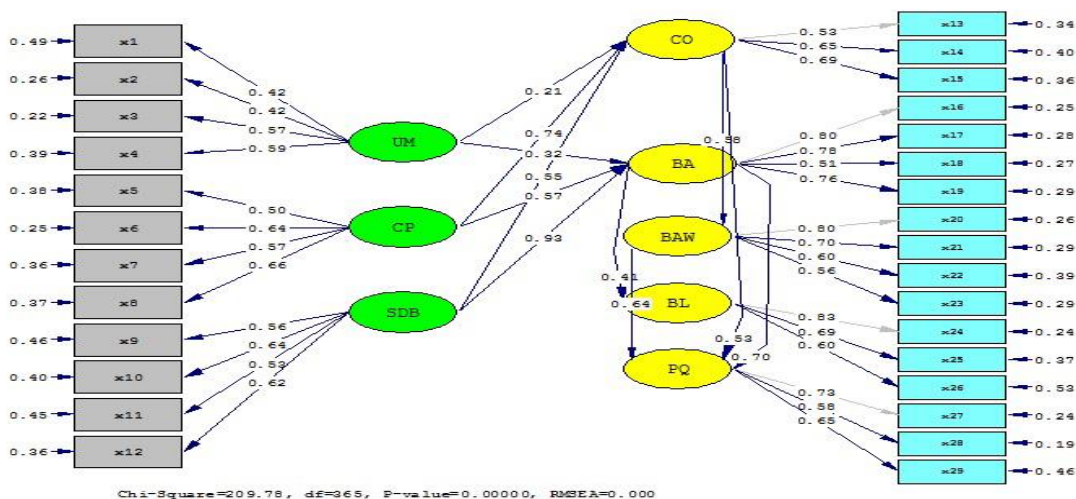 0.49 x1
0.26 x2
0.22 x3
0.39 x4
0.38 x5
0.25 x6
0.36 x7
0.37 x8
0.46 x9
0.40 x10
0.45 x11
0.36 x12
0.42
0.42
0.57
0.59
0.50
0.64
0.57
0.66
0.56
0.64
0.53
0.62
UM
CP
SDB
0.21
0.74
0.32
0.55
0.57
0.93
CO
BA
BAW
BL
PQ
0.58
0.41
0.64
0.53
0.70
0.53
0.65
0.69
0.80
0.78
0.51
0.76
0.80
0.70
0.60
0.56
0.83
0.69
0.60
0.73
0.58
0.65
x13 0.34
x14 0.40
x15 0.36
x16 0.25
x17 0.28
x18 0.27
x19 0.29
x20 0.26
x21 0.29
x22 0.39
x23 0.29
x24 0.24
x25 0.37
x26 0.53
x27 0.24
x28 0.19
x29 0.46
Chi-Square=209.78, df=365, P-value=0.00000, RMSEA=0.000